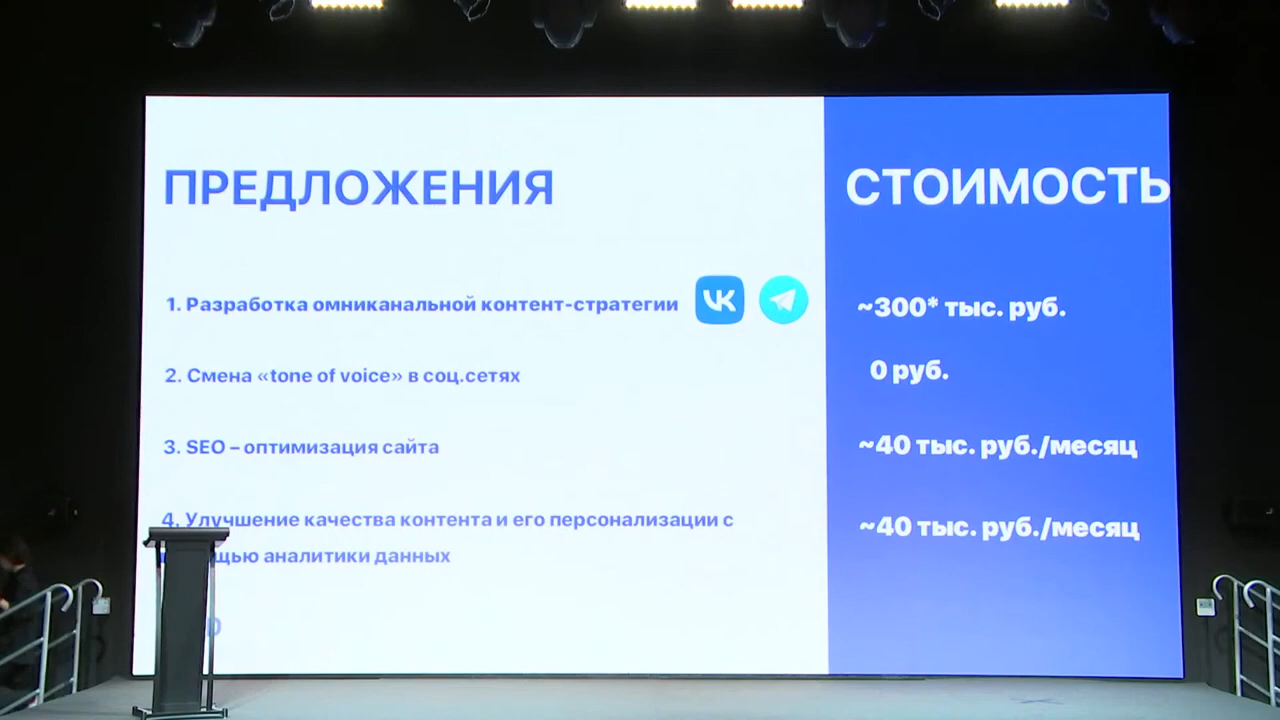 ПРЕДЛОЖЕНИЯ
СТОИМОСТЬ
1. Разработка омниканальной контент-стратегии
~300* тыс. руб.
2. Смена «tone of voice» в соц.сетях
0 руб.
3. SEO – оптимизация сайта
~40 тыс. руб./месяц
4. Улучшение качества контента и его персонализации с
~40 тыс. руб./месяц
аналитики данных